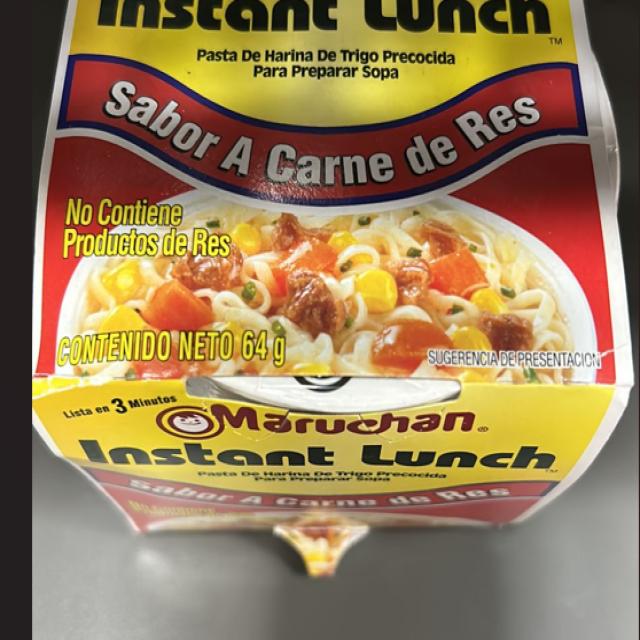 Instant Lunch
TM
Pasta De Harina De Trigo Precocida
Para Preparar Sopa
Sabor A Carne de Res
No Contiene
Productos de Res
CONTENIDO NETO 64 g
SUGERENCIA DE PRESENTACION
Lista en 3 Minutos
Maruchan®
Instant Lunch
TM
Pasta De Harina De Trigo Precocida
Para Preparar Sopa
Sabor A Carne de Res